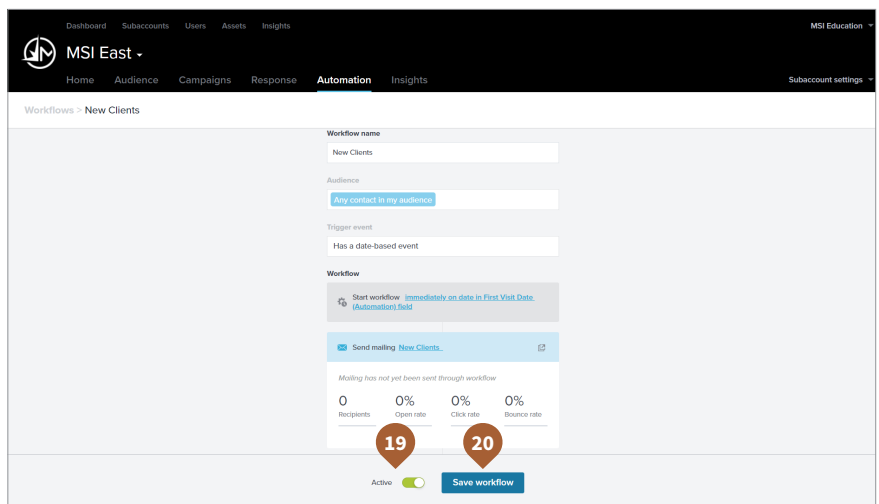 Dashboard Subaccounts Users Assets Insights MSI Education
MSI East
Home Audience Campaigns Response Automation Insights Subaccount settings
Workflows > New Clients
Workflow name
New Clients
Audience
Any contact in my audience
Trigger event
Has a date-based event
Workflow
Start workflow immediately on date in First Visit Date
(Automation) field
Send mailing New Clients
Mailing has not yet been sent through workflow
0 0% 0% 0%
Recipients Open rate Click rate Bounce rate
19 20
Active Save workflow